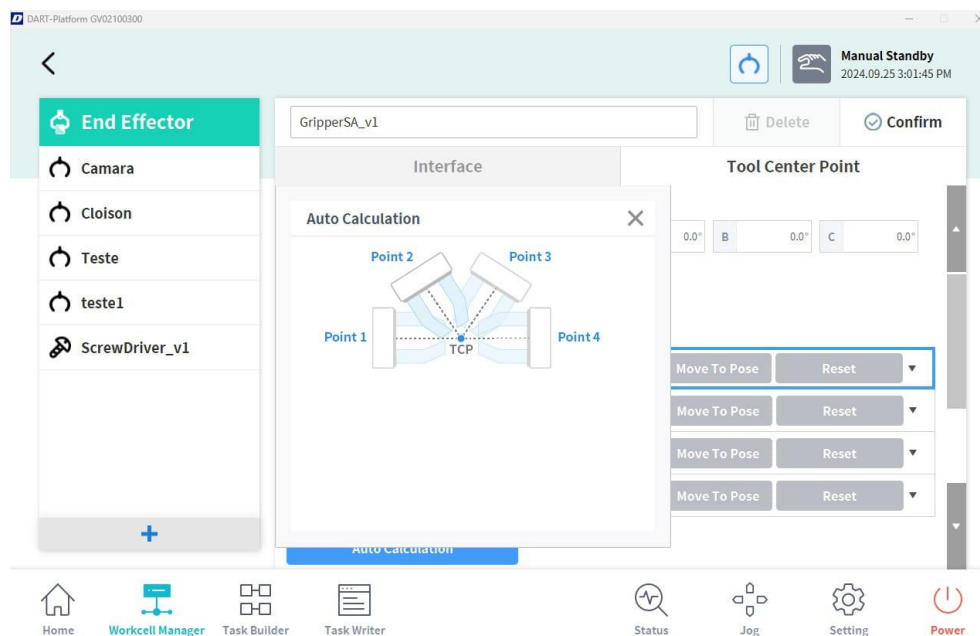 DART-Platform GV02100300
Manual Standby
2024.09.25 3:01:45 PM
End Effector
GripperSA_v1
Delete
Confirm
Camara
Interface
Tool Center Point
Cloison
Auto Calculation
0.0°
B
0.0°
C
0.0°
Teste
Point 2
Point 3
teste1
Point 1
Point 4
TCP
ScrewDriver_v1
Move To Pose
Reset
Move To Pose
Reset
Move To Pose
Reset
Move To Pose
Reset
Auto Calculation
Home
Workcell Manager
Task Builder
Task Writer
Status
Jog
Setting
Power